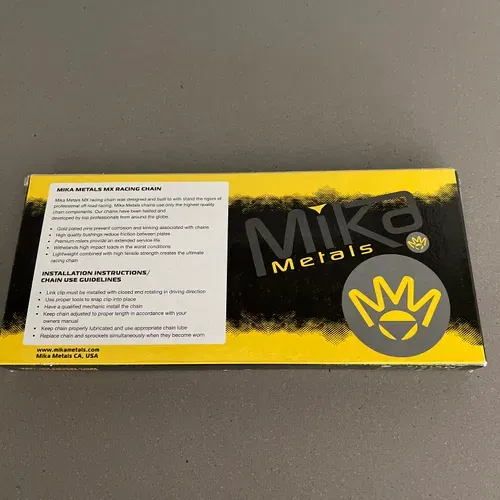 MIKA METALS MX RACING CHAIN
Mika Metals MX racing chain was designed and built to with stand the rigors of
professional off-road racing. Mika Metals chains use only the highest quality
chain components. Our chains have been tested and
developed by top professionals from around the globe.
• Gold plated pins prevent corrosion and kinking associated with chains
• High quality bushings reduce friction between plates
• Premium rollers provide an extended service life
• Withstands high impact loads in the worst conditions
• Lightweight combined with high tensile strength creates the ultimate
racing chain
INSTALLATION INSTRUCTIONS/
CHAIN USE GUIDELINES
• Link clip must be installed with closed end rotating in driving direction
• Use proper tools to snap clip into place
• Have a qualified mechanic install the chain
• Keep chain adjusted to proper length in accordance with your
owners manual
• Keep chain properly lubricated and use appropriate chain lube
• Replace chain and sprockets simultaneously when they become worn
www.mikametals.com
Mika Metals CA, USA
Mika
Metals